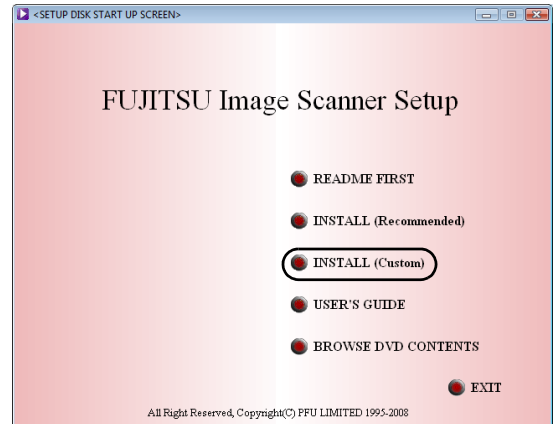 <SETUP DISK START UP SCREEN>
FUJITSU Image Scanner Setup
README FIRST
INSTALL (Recommended)
INSTALL (Custom)
USER'S GUIDE
BROWSE DVD CONTENTS
EXIT
All Right Reserved, Copyright(C) PFU LIMITED 1995-2008